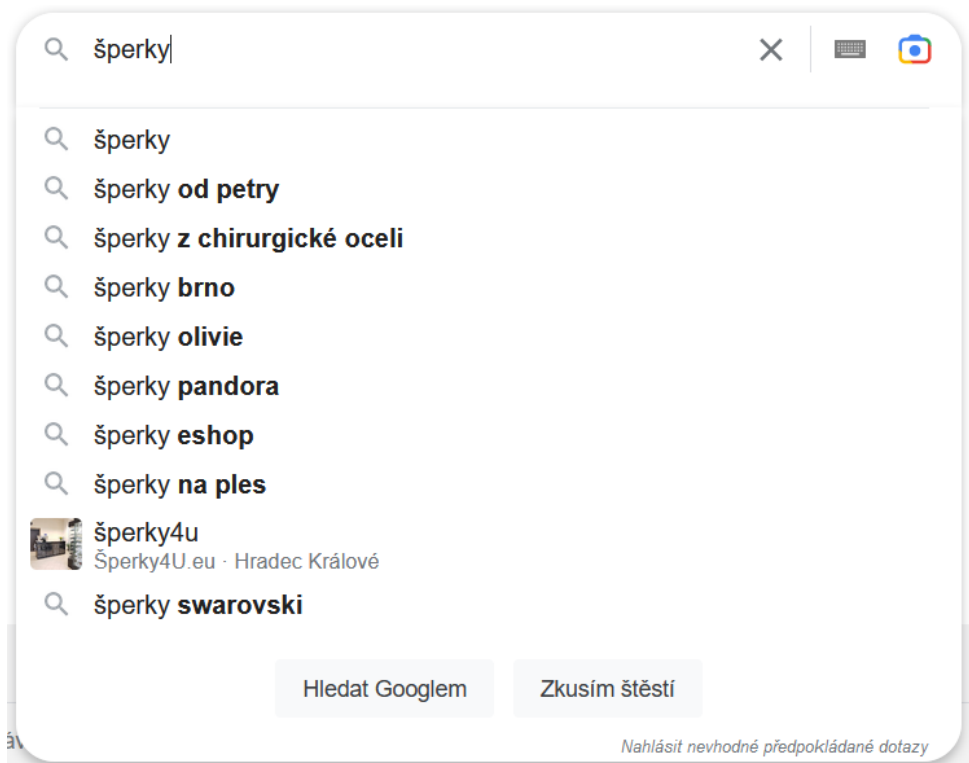 šperky
šperky
šperky od petry
šperky z chirurgické oceli
šperky brno
šperky olivie
šperky pandora
šperky eshop
šperky na ples
šperky4u
Šperky4U.eu · Hradec Králové
šperky swarovski
Hledat Googlem
Zkusím štěstí
Nahlásit nevhodné předpokládané dotazy